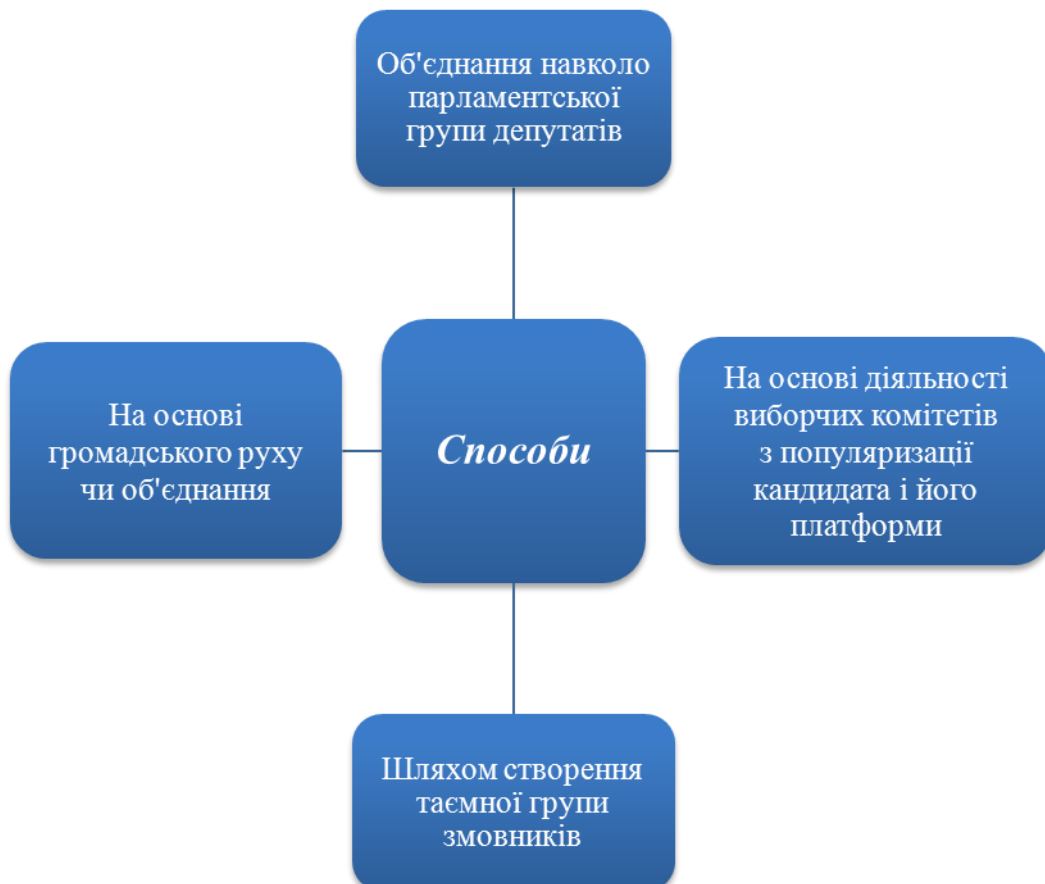 Об'єднання навколо
парламентської
групи депутатів
На основі
громадського руху
чи об'єднання
Способи
На основі діяльності
виборчих комітетів
з популяризації
кандидата і його
платформи
Шляхом створення
таємної групи
змовників